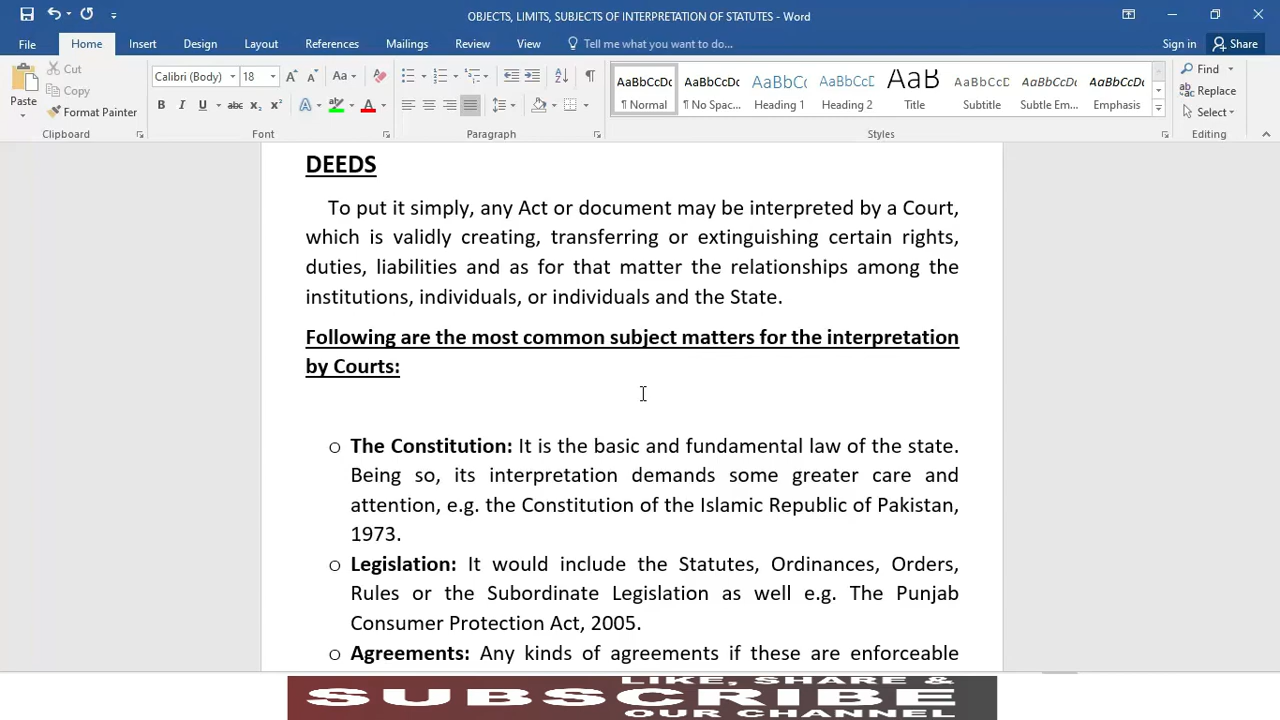 OBJECTS, LIMITS, SUBJECTS OF INTERPRETATION OF STATUTES - Word
File Home Insert Design Layout References Mailings Review View Tell me what you want to do... Sign in Share
Paste
Cut
Copy
Format Painter
Calibri (Body) 18
AaBbCcDc AaBbCcDc AaBbCc AaBbCcD AaB AaBbCcD AaBbCcDc AaBbCcDc
¶ Normal ¶ No Spac... Heading 1 Heading 2 Title Subtitle Subtle Em... Emphasis
Find
Replace
Select
Clipboard Font Paragraph Styles Editing
DEEDS
To put it simply, any Act or document may be interpreted by a Court,
which is validly creating, transferring or extinguishing certain rights,
duties, liabilities and as for that matter the relationships among the
institutions, individuals, or individuals and the State.
Following are the most common subject matters for the interpretation
by Courts:
o The Constitution: It is the basic and fundamental law of the state.
Being so, its interpretation demands some greater care and
attention, e.g. the Constitution of the Islamic Republic of Pakistan,
1973.
o Legislation: It would include the Statutes, Ordinances, Orders,
Rules or the Subordinate Legislation as well e.g. The Punjab
Consumer Protection Act, 2005.
o Agreements: Any kinds of agreements if these are enforceable
LIKE, SHARE &
SUBSCRIBE
OUR CHANNEL